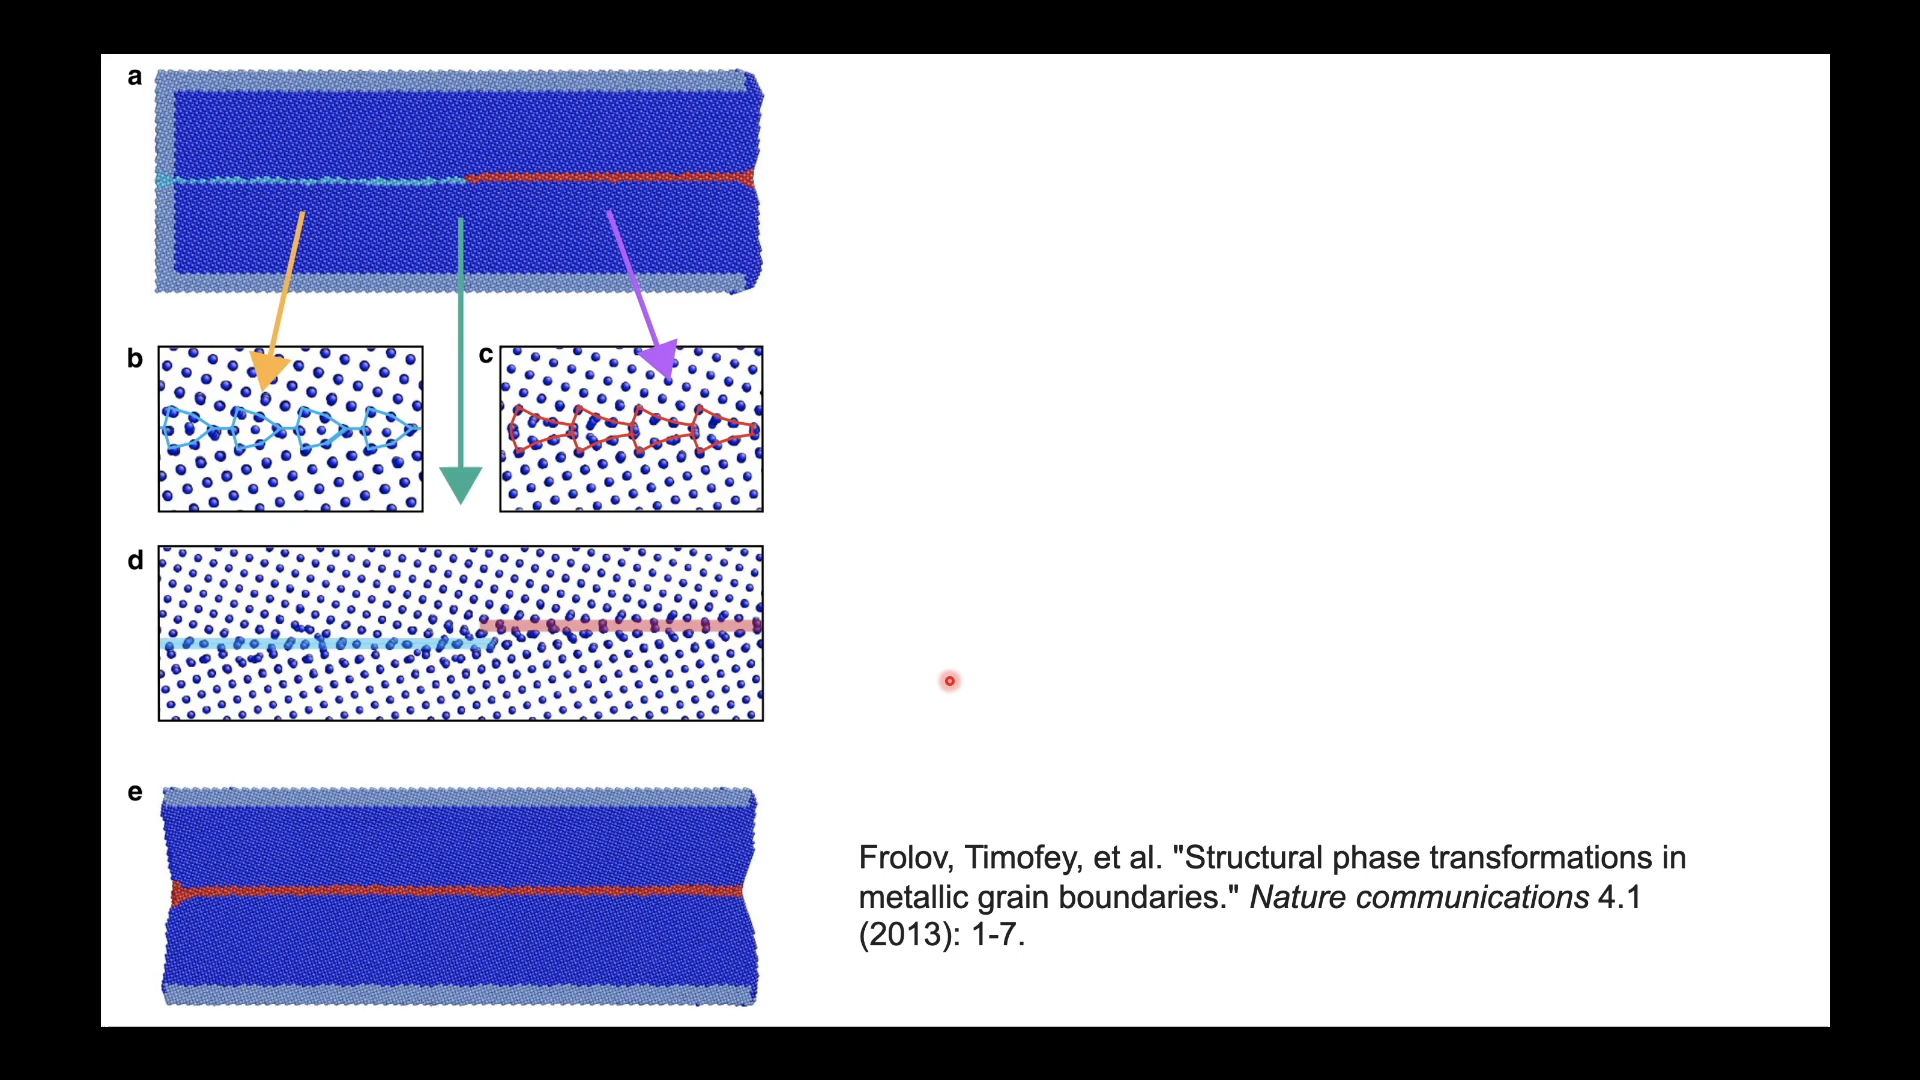 a
b
c
d
e
Frolov, Timofey, et al. "Structural phase transformations in
metallic grain boundaries." Nature communications 4.1
(2013): 1-7.